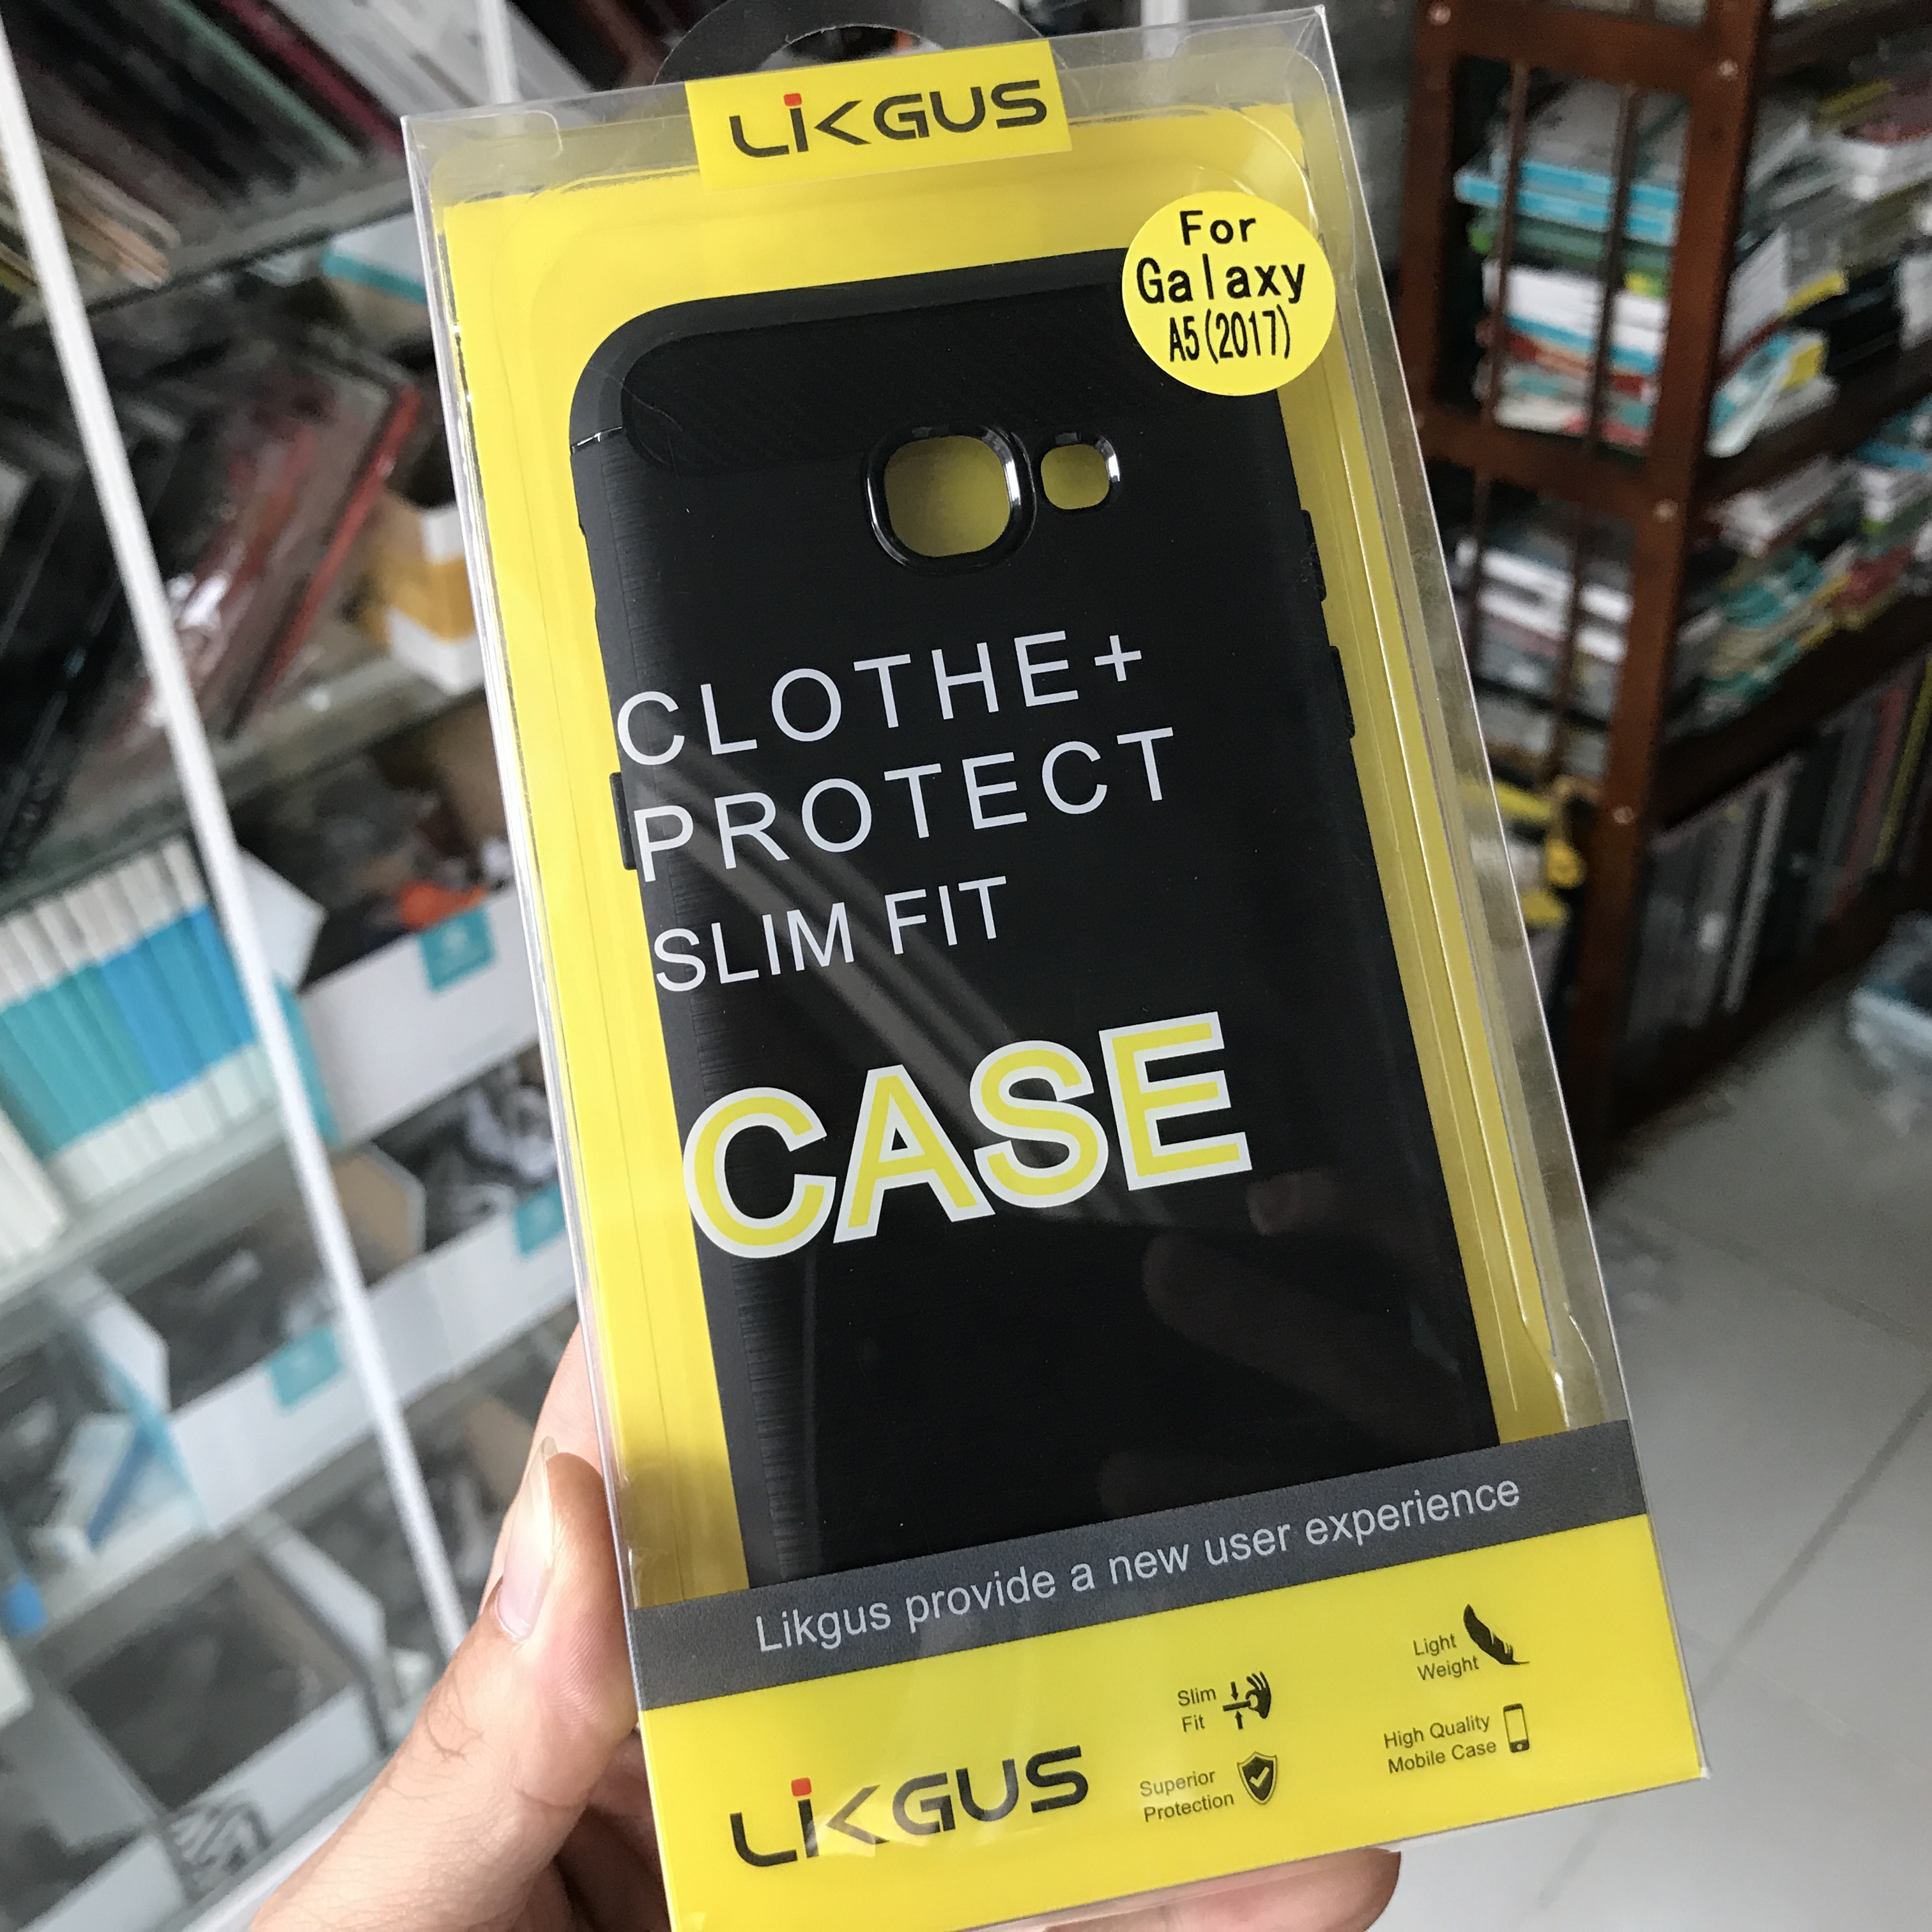 LIKGUS
For
Galaxy
A5(2017)
CLOTHE+
PROTECT
SLIM FIT
CASE
Likgus provide a new user experience
Light
Weight
Slim
Fit
High Quality
Mobile Case
Superior
Protection
LIKGUS